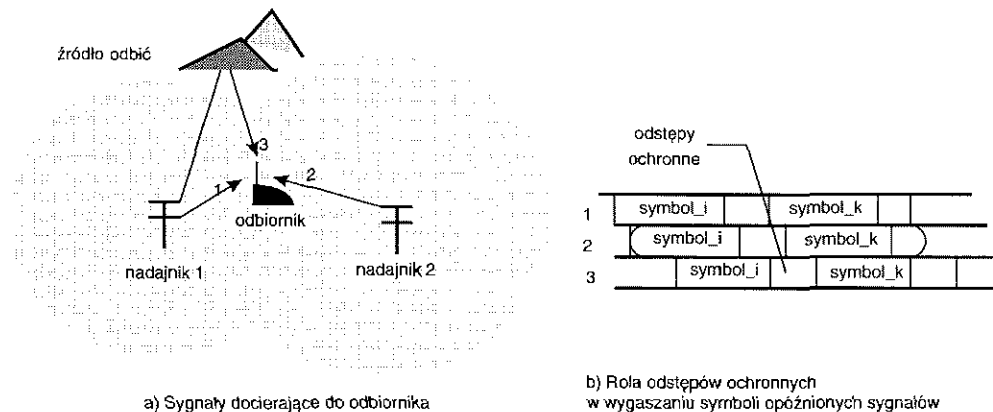 źródło odbić
3
1
2
odbiornik
nadajnik 1
nadajnik 2
a) Sygnały docierające do odbiornika
odstępy
ochronne
1 symbol_i symbol_k
2 symbol_i symbol_k
3 symbol_i symbol_k
b) Rola odstępów ochronnych
w wygaszaniu symboli opóźnionych sygnałów